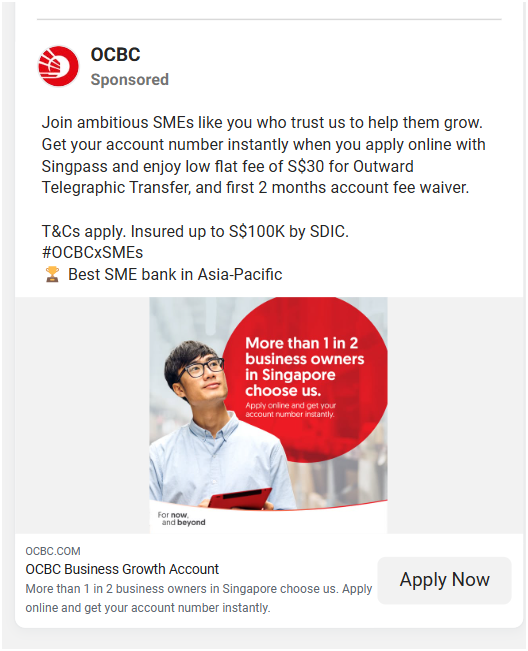 OCBC
Sponsored
Join ambitious SMEs like you who trust us to help them grow.
Get your account number instantly when you apply online with
Singpass and enjoy low flat fee of S$30 for Outward
Telegraphic Transfer, and first 2 months account fee waiver.
T&Cs apply. Insured up to S$100K by SDIC.
#OCBCxSMEs
🏆 Best SME bank in Asia-Pacific
More than 1 in 2
business owners
in Singapore
choose us.
Apply online and get your
account number instantly.
For now,
and beyond
OCBC.COM
OCBC Business Growth Account
More than 1 in 2 business owners in Singapore choose us. Apply
online and get your account number instantly.
Apply Now